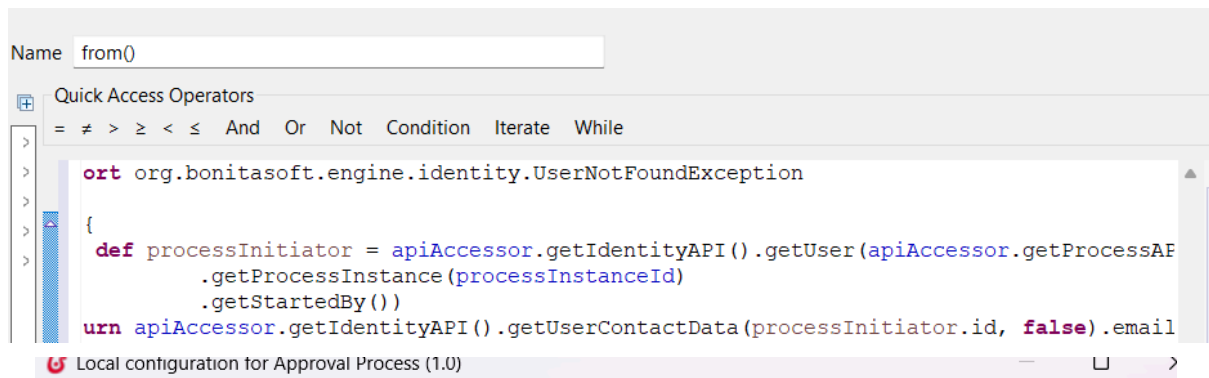 Name from()
Quick Access Operators
= ≠ > ≥ < ≤ And Or Not Condition Iterate While
ort org.bonitasoft.engine.identity.UserNotFoundException
{
def processInitiator = apiAccessor.getIdentityAPI().getUser(apiAccessor.getProcessAP
.getProcessInstance(processInstanceId)
.getStartedBy())
urn apiAccessor.getIdentityAPI().getUserContactData(processInitiator.id, false).email
Local configuration for Approval Process (1.0)